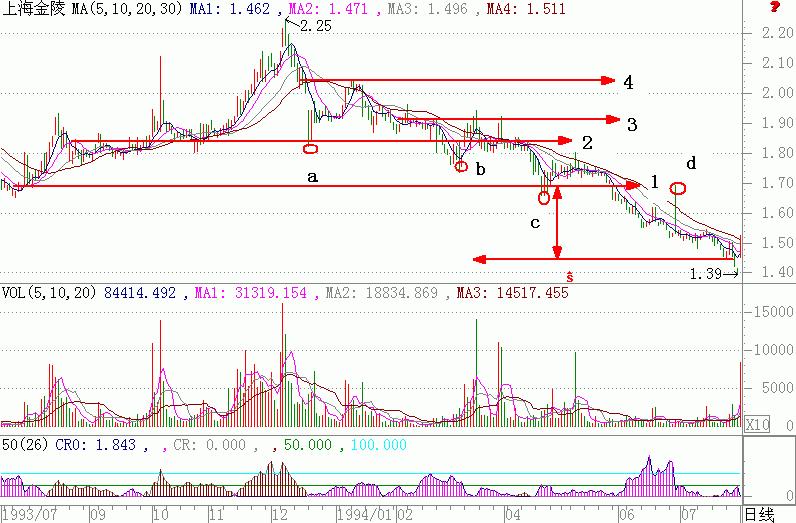 上海金陵 MA(5,10,20,30) MA1: 1.462 , MA2: 1.471 , MA3: 1.496 , MA4: 1.511 ?
2.25
2.20
2.10
2.00
1.90
1.80
1.70
1.60
1.50
1.40
4
3
2
1
a
b
c
d
ŝ
1.39→
VOL(5,10,20) 84414.492 , MA1: 31319.154 , MA2: 18834.869 , MA3: 14517.455
15000
10000
5000
0
X10
50(26) CR0: 1.843 , , CR: 0.000 , , 50.000 , 100.000
0
1993/07 09 10 11 12 1994/01 02 04 06 07 日线